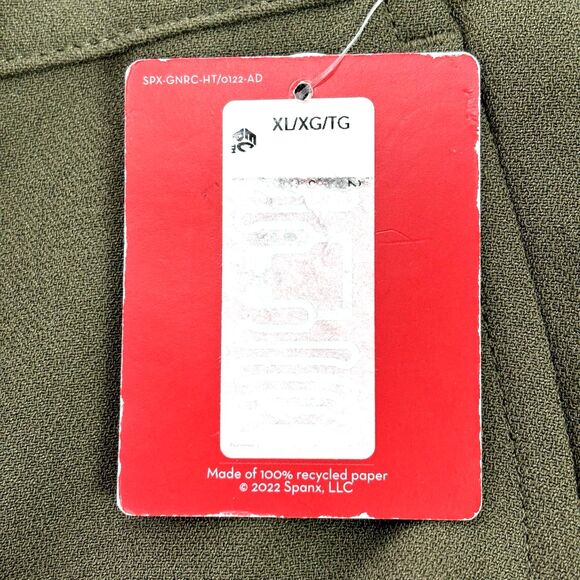 SPX-GNRC-HT/0122-AD
XL/XG/TG
Made of 100% recycled paper
© 2022 Spanx, LLC